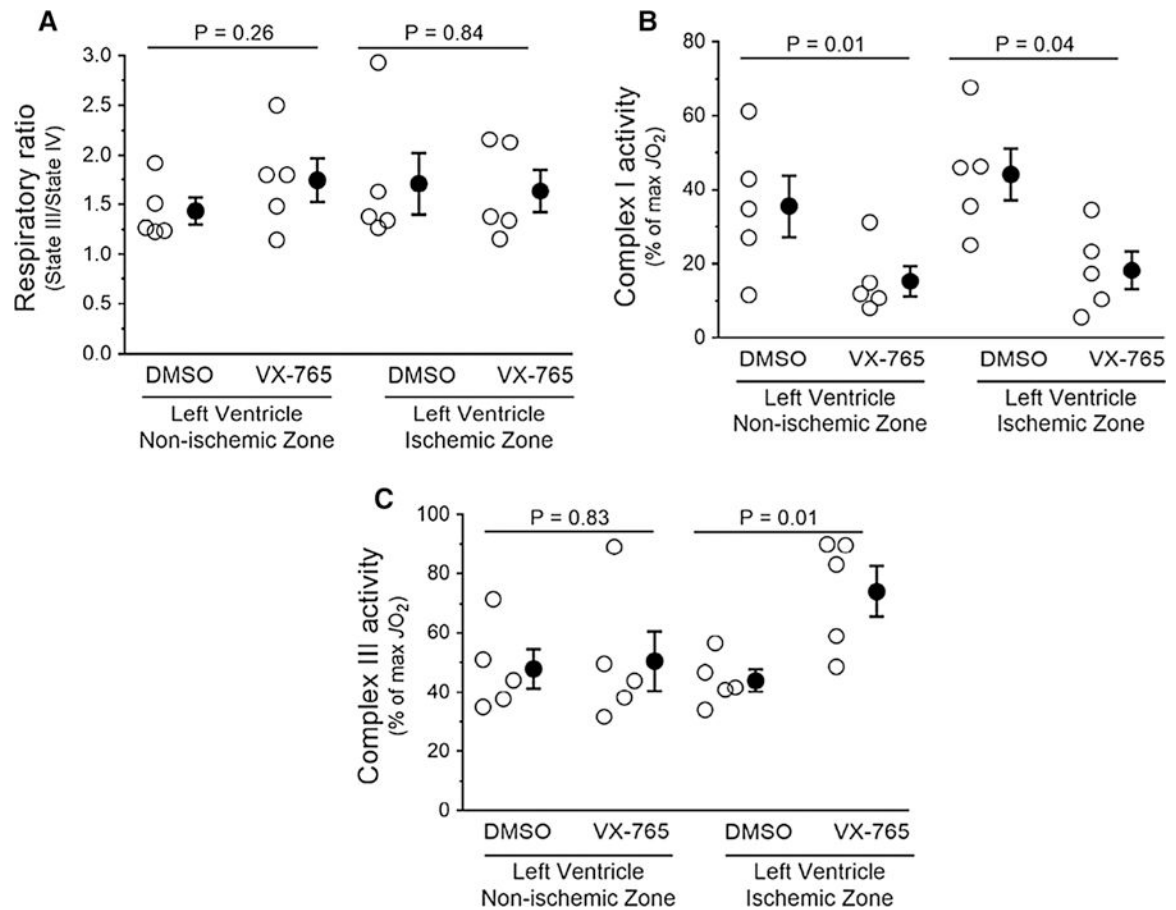 A
P = 0.26
P = 0.84
Respiratory ratio
(State III/State IV)
3.0
2.5
2.0
1.5
1.0
0.5
0.0
DMSO
VX-765
DMSO
VX-765
Left Ventricle
Non-ischemic Zone
Left Ventricle
Ischemic Zone
B
P = 0.01
P = 0.04
Complex I activity
(% of max JO₂)
80
60
40
20
0
DMSO
VX-765
DMSO
VX-765
Left Ventricle
Non-ischemic Zone
Left Ventricle
Ischemic Zone
C
P = 0.83
P = 0.01
Complex III activity
(% of max JO₂)
100
80
60
40
20
0
DMSO
VX-765
DMSO
VX-765
Left Ventricle
Non-ischemic Zone
Left Ventricle
Ischemic Zone